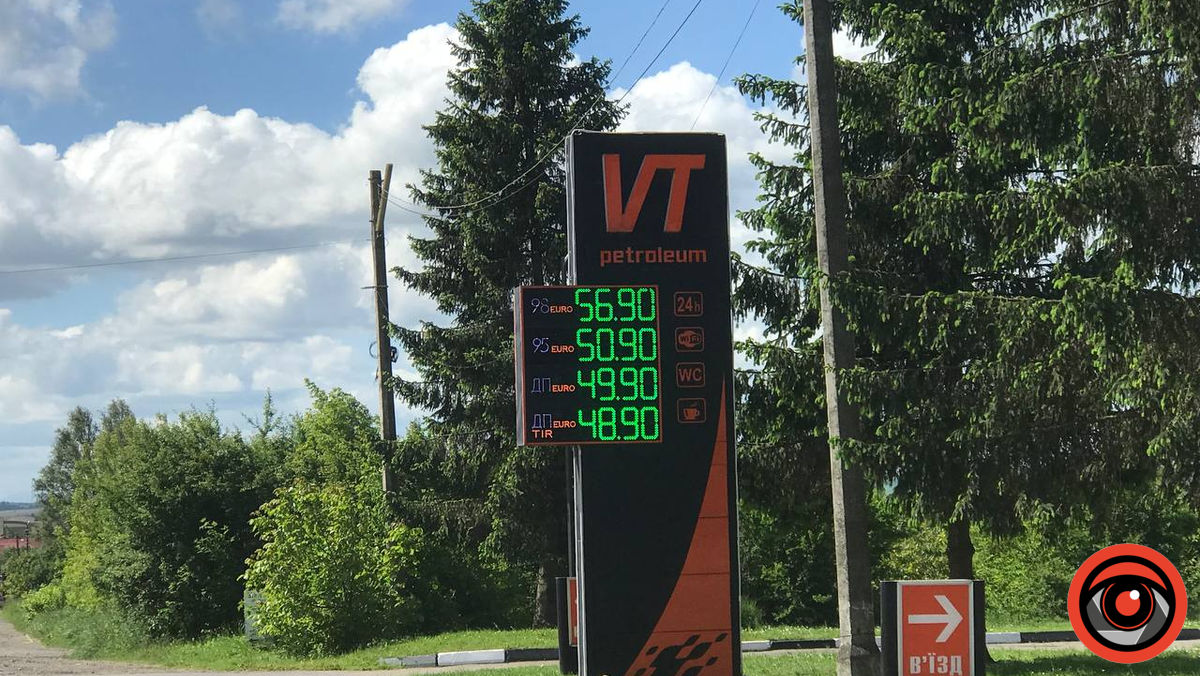 VT
petroleum
98 EURO 56.90
95 EURO 50.90
ДП EURO 49.90
ДП EURO 48.90
TIR
24h
WiFi
WC
в'їзд